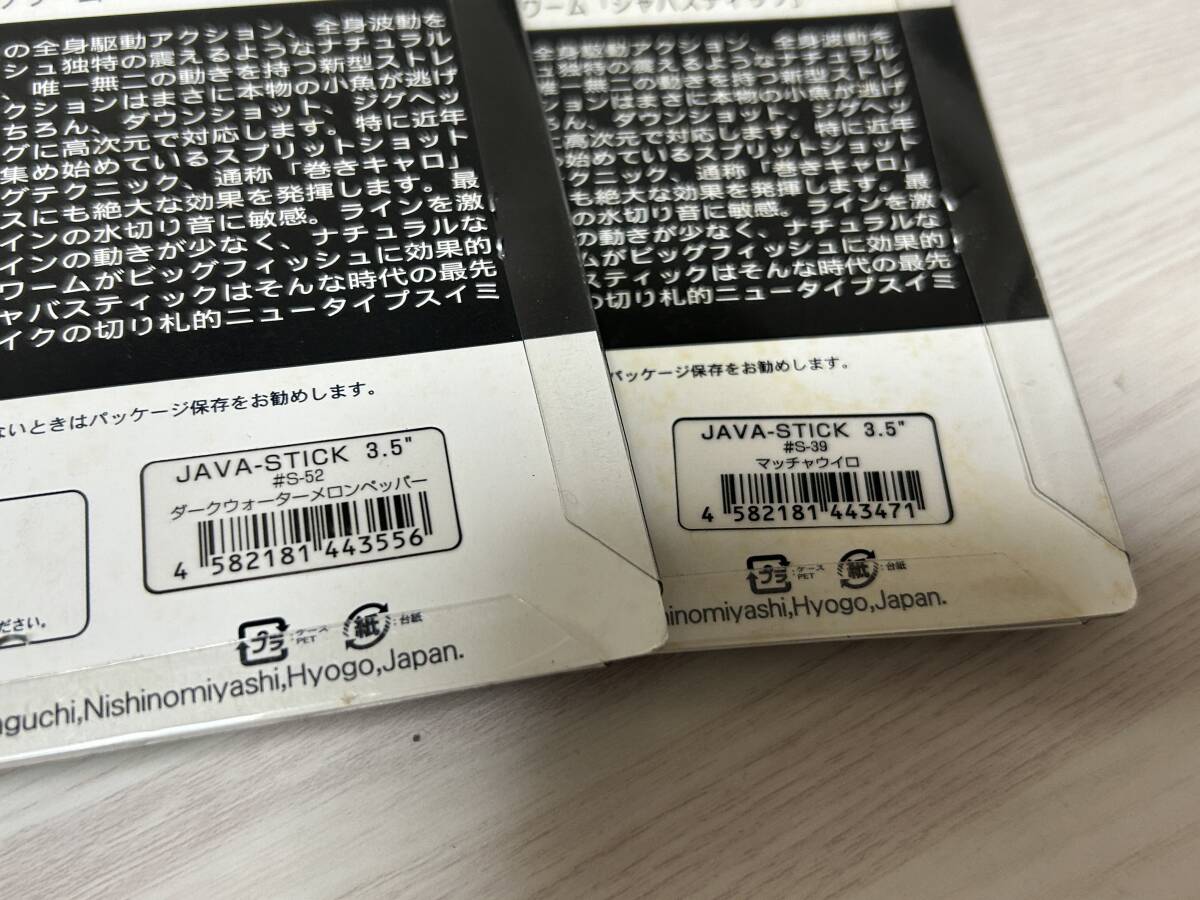 の全身駆動アクション、全身波動を
シュ独特の震えるようなナチュラル
、唯一無二の動きを持つ新型ストレ
クションはまさに本物の小魚が逃げ
ちろん、ダウンショット、ジグヘッ
グに高次元で対応します。特に近年
集め始めているスプリットショット
グテクニック、通称「巻きキャロ」
スにも絶大な効果を発揮します。最
インの水切り音に敏感。ラインを激
インの動きが少なく、ナチュラルな
ワームがビッグフィッシュに効果的
ャバスティックはそんな時代の最先
イクの切り札的ニュータイプスイミ
ないときはパッケージ保存をお勧めします。
JAVA-STICK 3.5"
#S-52
ダークウォーターメロンペッパー
4 582181 443556
ださい。
プラ
:ケース
PET
紙
:台紙
aguchi,Nishinomiyashi,Hyogo,Japan.
ワーム「ジャバスティック」
全身駆動アクション、全身波動を
ュ独特の震えるようなナチュラル
唯一無二の動きを持つ新型ストレ
ションはまさに本物の小魚が逃げ
ろん、ダウンショット、ジグヘッ
に高次元で対応します。特に近年
め始めているスプリットショット
テクニック、通称「巻きキャロ」
にも絶大な効果を発揮します。最
の水切り音に敏感。ラインを激
の動きが少なく、ナチュラルな
ームがビッグフィッシュに効果的
バスティックはそんな時代の最先
の切り札的ニュータイプスイミ
パッケージ保存をお勧めします。
JAVA-STICK 3.5"
#S-39
マッチャウイロ
4 582181 443471
プラ
:ケース
PET
紙
:台紙
hinomiyashi,Hyogo,Japan.